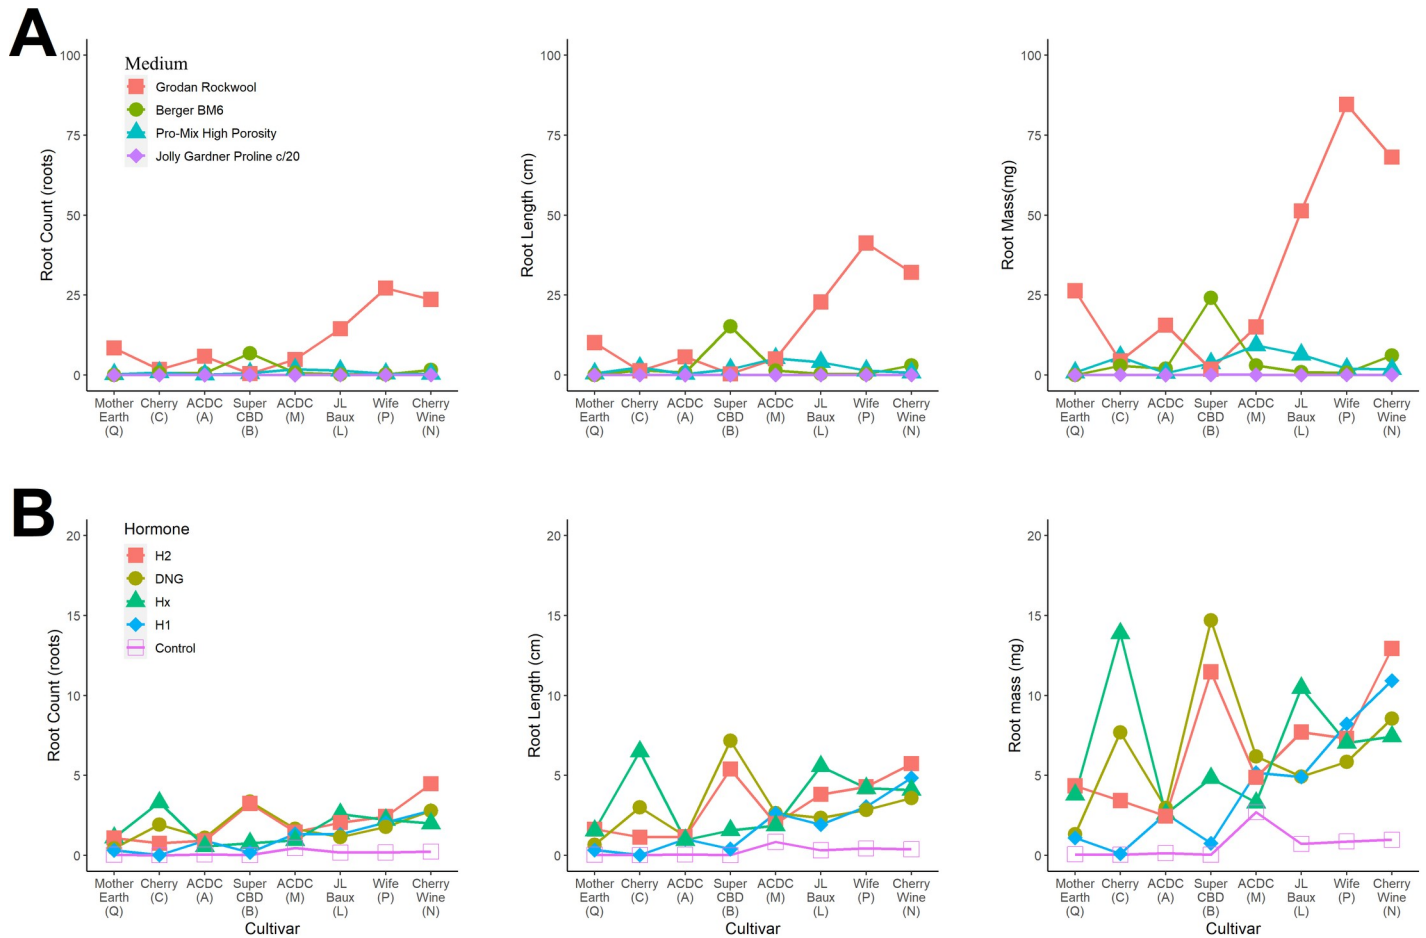 A
Medium
Grodan Rockwool
Berger BM6
Pro-Mix High Porosity
Jolly Gardner Proline c/20
Root Count (roots)
100
75
50
25
0
Mother Earth (Q)
Cherry (C)
ACDC (A)
Super CBD (B)
ACDC (M)
JL Baux (L)
Wife (P)
Cherry Wine (N)
Root Length (cm)
100
75
50
25
0
Mother Earth (Q)
Cherry (C)
ACDC (A)
Super CBD (B)
ACDC (M)
JL Baux (L)
Wife (P)
Cherry Wine (N)
Root Mass(mg)
100
75
50
25
0
Mother Earth (Q)
Cherry (C)
ACDC (A)
Super CBD (B)
ACDC (M)
JL Baux (L)
Wife (P)
Cherry Wine (N)
B
Hormone
H2
DNG
Hx
H1
Control
Root Count (roots)
20
15
10
5
0
Mother Earth (Q)
Cherry (C)
ACDC (A)
Super CBD (B)
ACDC (M)
JL Baux (L)
Wife (P)
Cherry Wine (N)
Cultivar
Root Length (cm)
20
15
10
5
0
Mother Earth (Q)
Cherry (C)
ACDC (A)
Super CBD (B)
ACDC (M)
JL Baux (L)
Wife (P)
Cherry Wine (N)
Cultivar
Root mass (mg)
20
15
10
5
0
Mother Earth (Q)
Cherry (C)
ACDC (A)
Super CBD (B)
ACDC (M)
JL Baux (L)
Wife (P)
Cherry Wine (N)
Cultivar